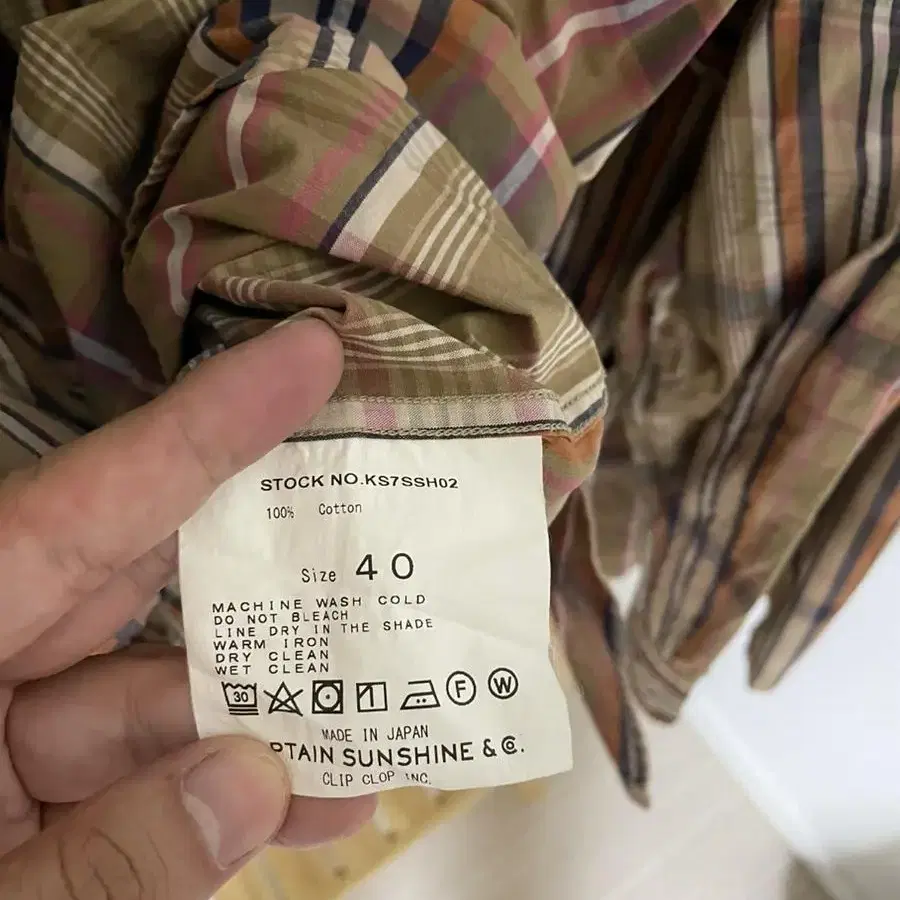 STOCK NO.KS7SSH02
100% Cotton
Size 40
MACHINE WASH COLD
DO NOT BLEACH
LINE DRY IN THE SHADE
WARM IRON
DRY CLEAN
WET CLEAN
30 F W
MADE IN JAPAN
PTAIN SUNSHINE & Co.
CLIP CLOP INC.